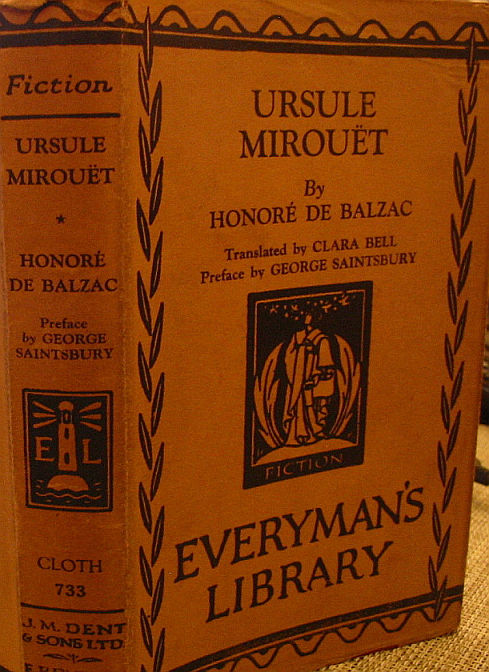 Fiction
URSULE
MIROUËT
HONORÉ
DE BALZAC
Preface
by GEORGE
SAINTSBURY
E L
CLOTH
733
J. M. DENT
& SONS LTD
URSULE
MIROUËT
By
HONORÉ DE BALZAC
Translated by CLARA BELL
Preface by GEORGE SAINTSBURY
FICTION
EVERYMAN'S
LIBRARY